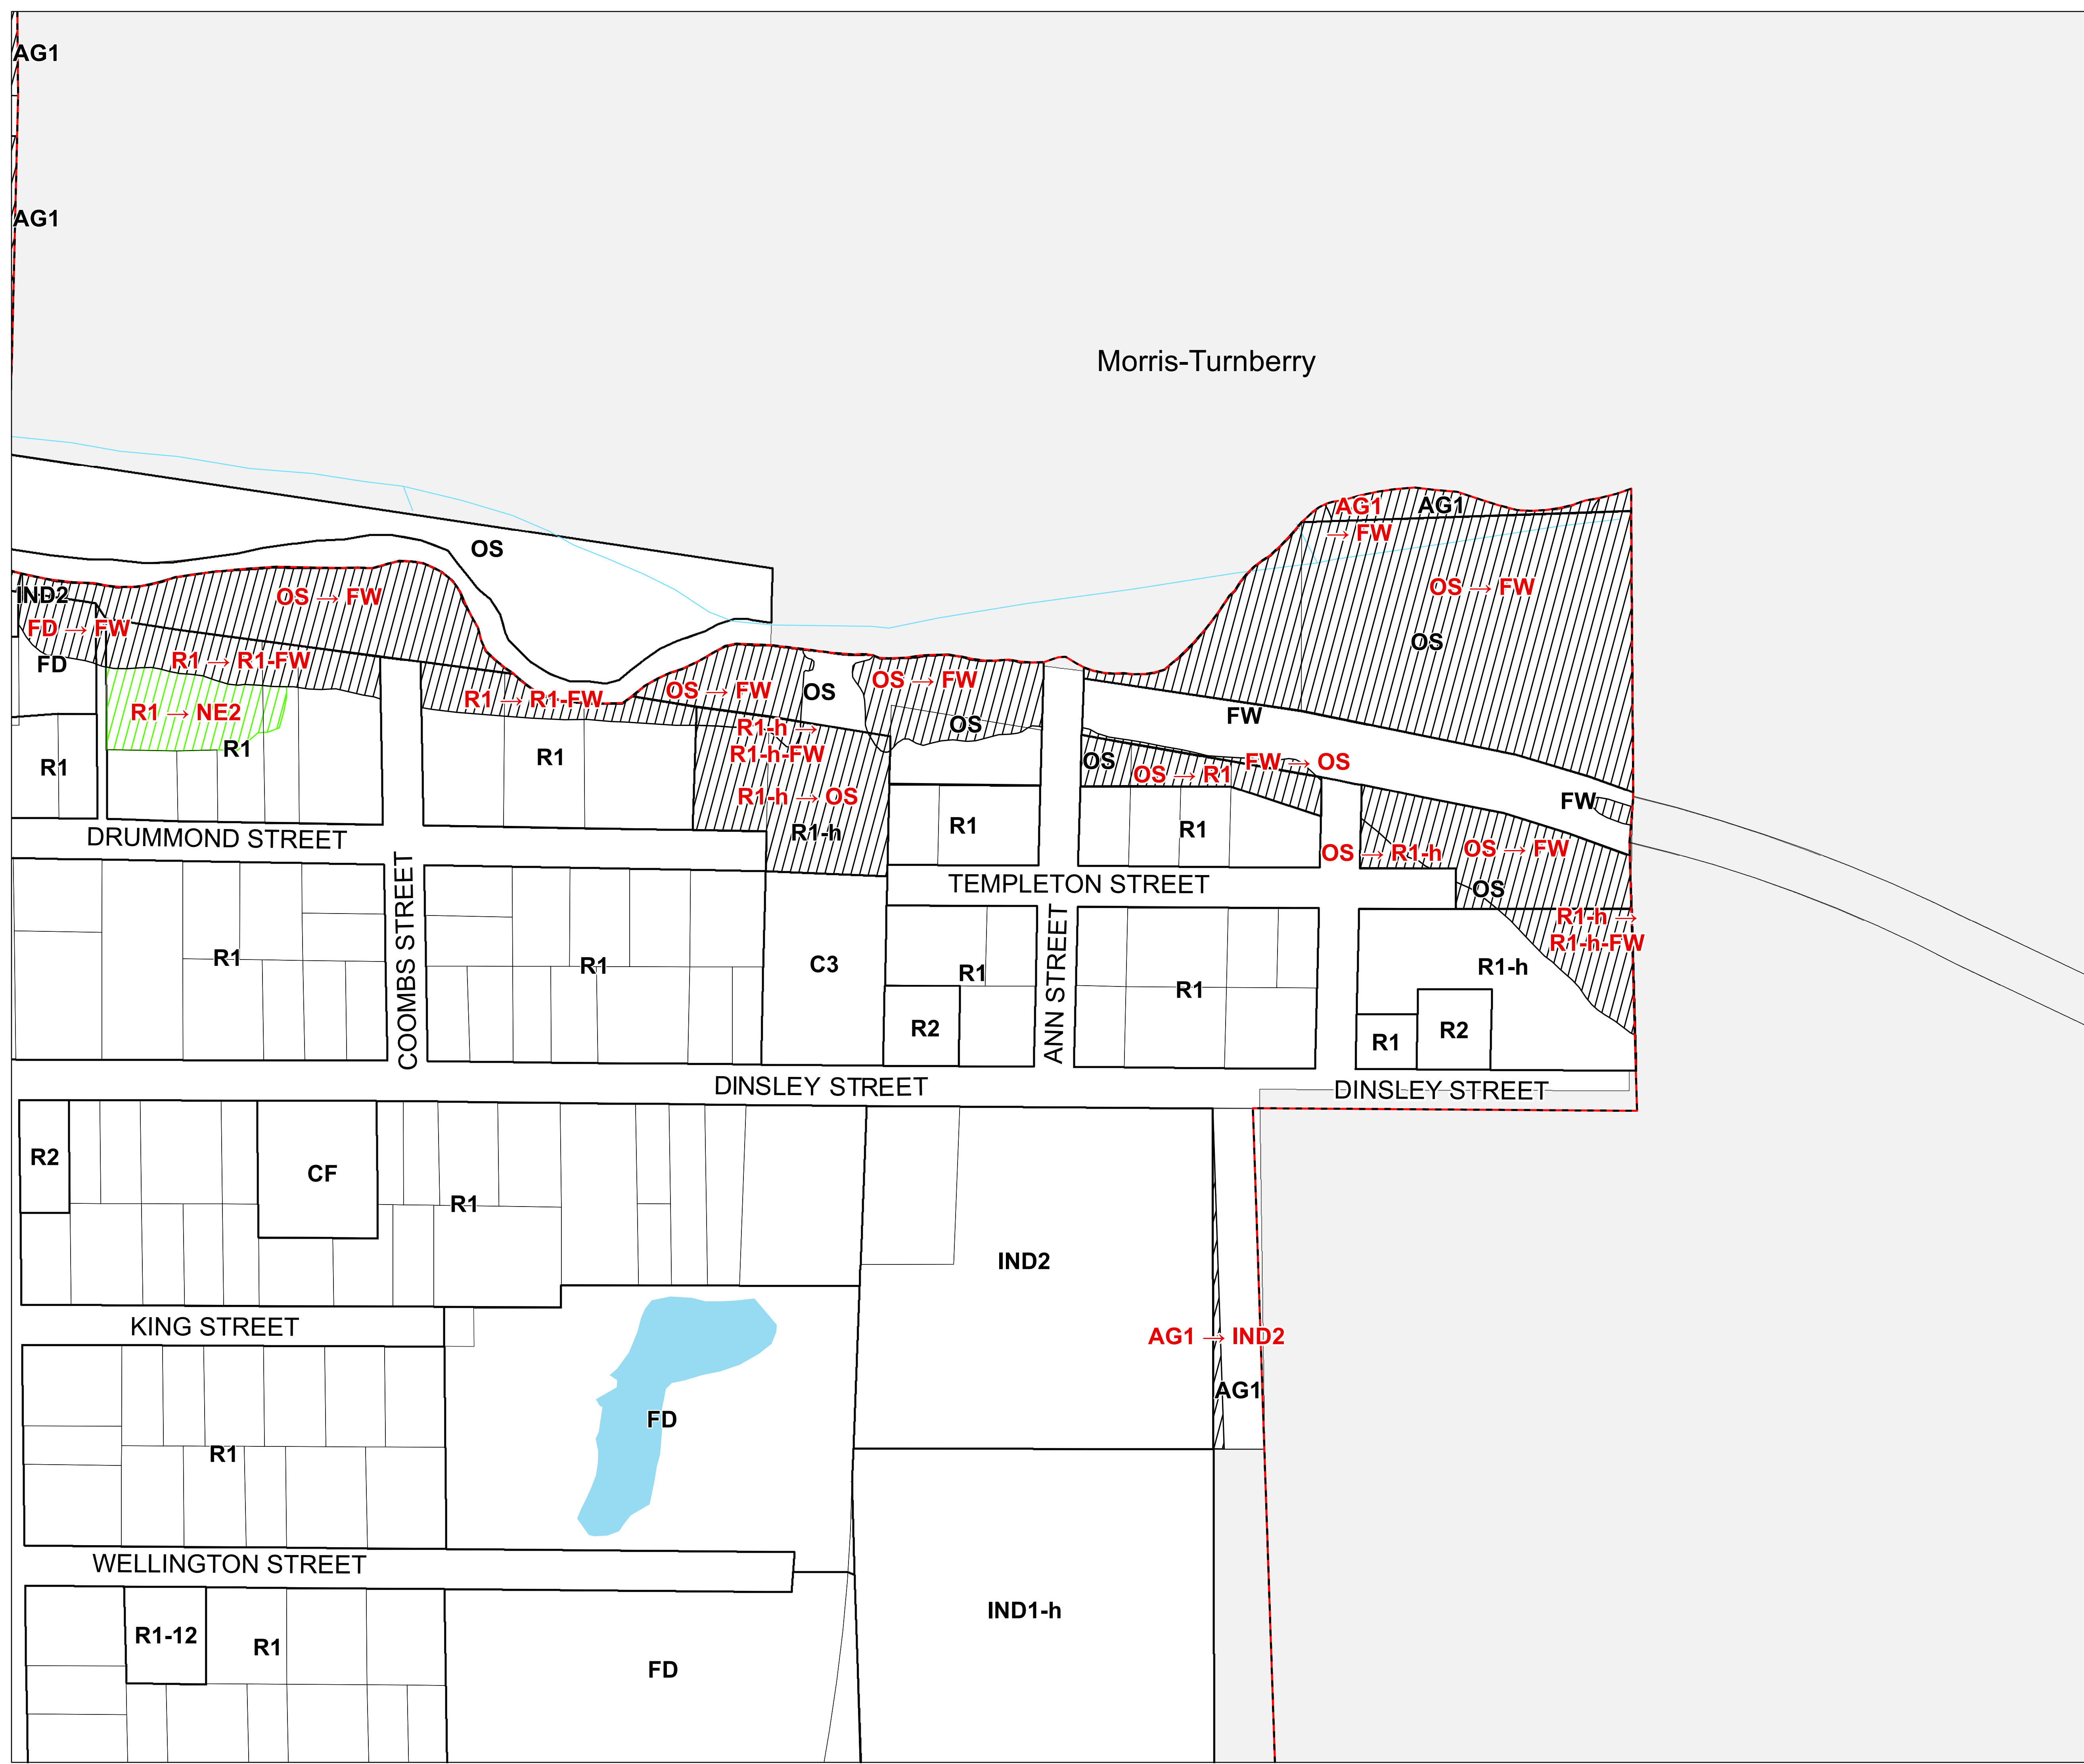 AG1
AG1
Morris-Turnberry
AG1
→ FW
AG1
OS
OS → FW
IND2
OS → FW
FD → FW
OS
FD
R1 → R1-FW
OS → FW
R1 → R1-FW
OS → FW
OS
R1 → NE2
FW
OS
R1-h →
R1-h-FW
R1
R1
R1
OS
OS → R1
FW → OS
R1-h → OS
FW
R1-h
R1
R1
DRUMMOND STREET
OS → R1-h
OS → FW
TEMPLETON STREET
OS
R1-h →
R1-h-FW
COOMBS STREET
ANN STREET
R1
R1
C3
R1
R1
R1-h
R2
R1
R2
DINSLEY STREET
DINSLEY STREET
R2
CF
R1
IND2
KING STREET
AG1 → IND2
AG1
FD
R1
WELLINGTON STREET
IND1-h
R1-12
R1
FD